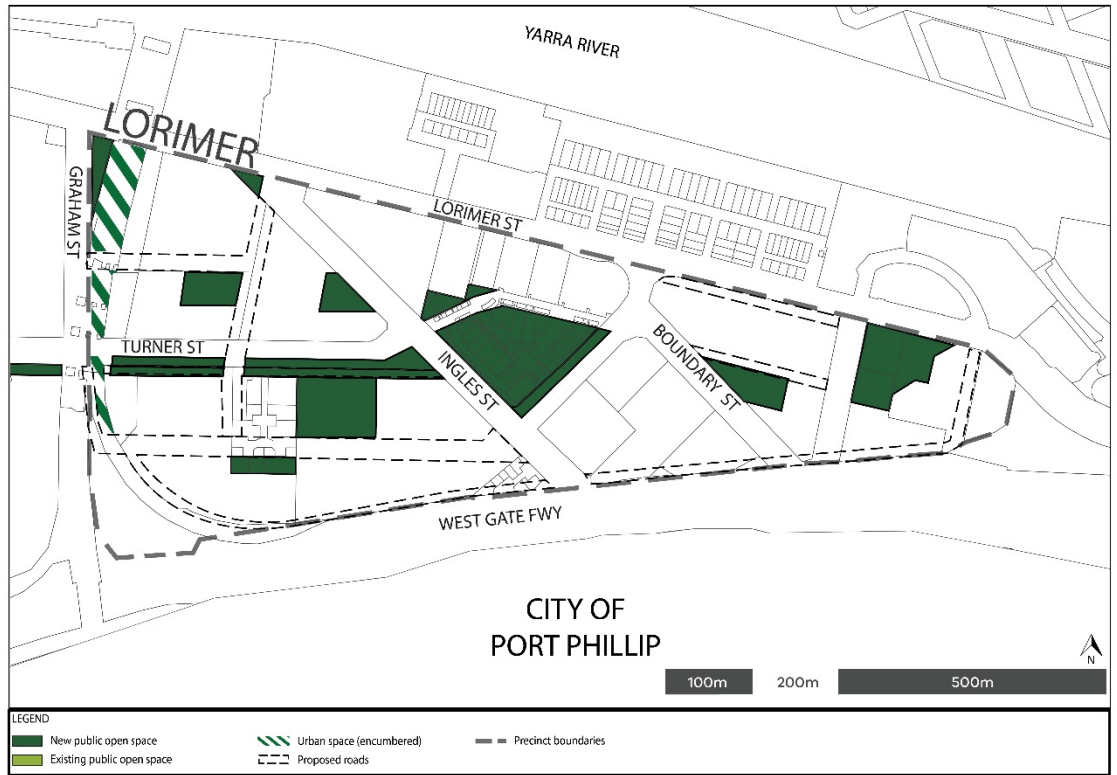 YARRA RIVER
LORIMER
GRAHAM ST
LORIMER ST
TURNER ST
INGLES ST
BOUNDARY ST
WEST GATE FWY
CITY OF
PORT PHILLIP
N
100m
200m
500m
LEGEND
New public open space
Existing public open space
Urban space (encumbered)
Proposed roads
Precinct boundaries